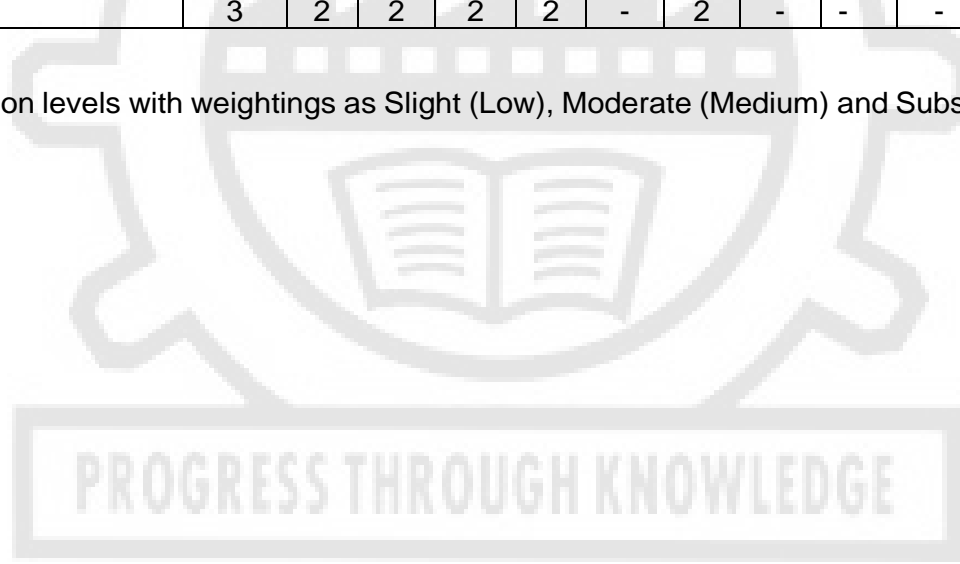 3 2 2 2 2 - 2 - - -
on levels with weightings as Slight (Low), Moderate (Medium) and Subs
PROGRESS THROUGH KNOWLEDGE